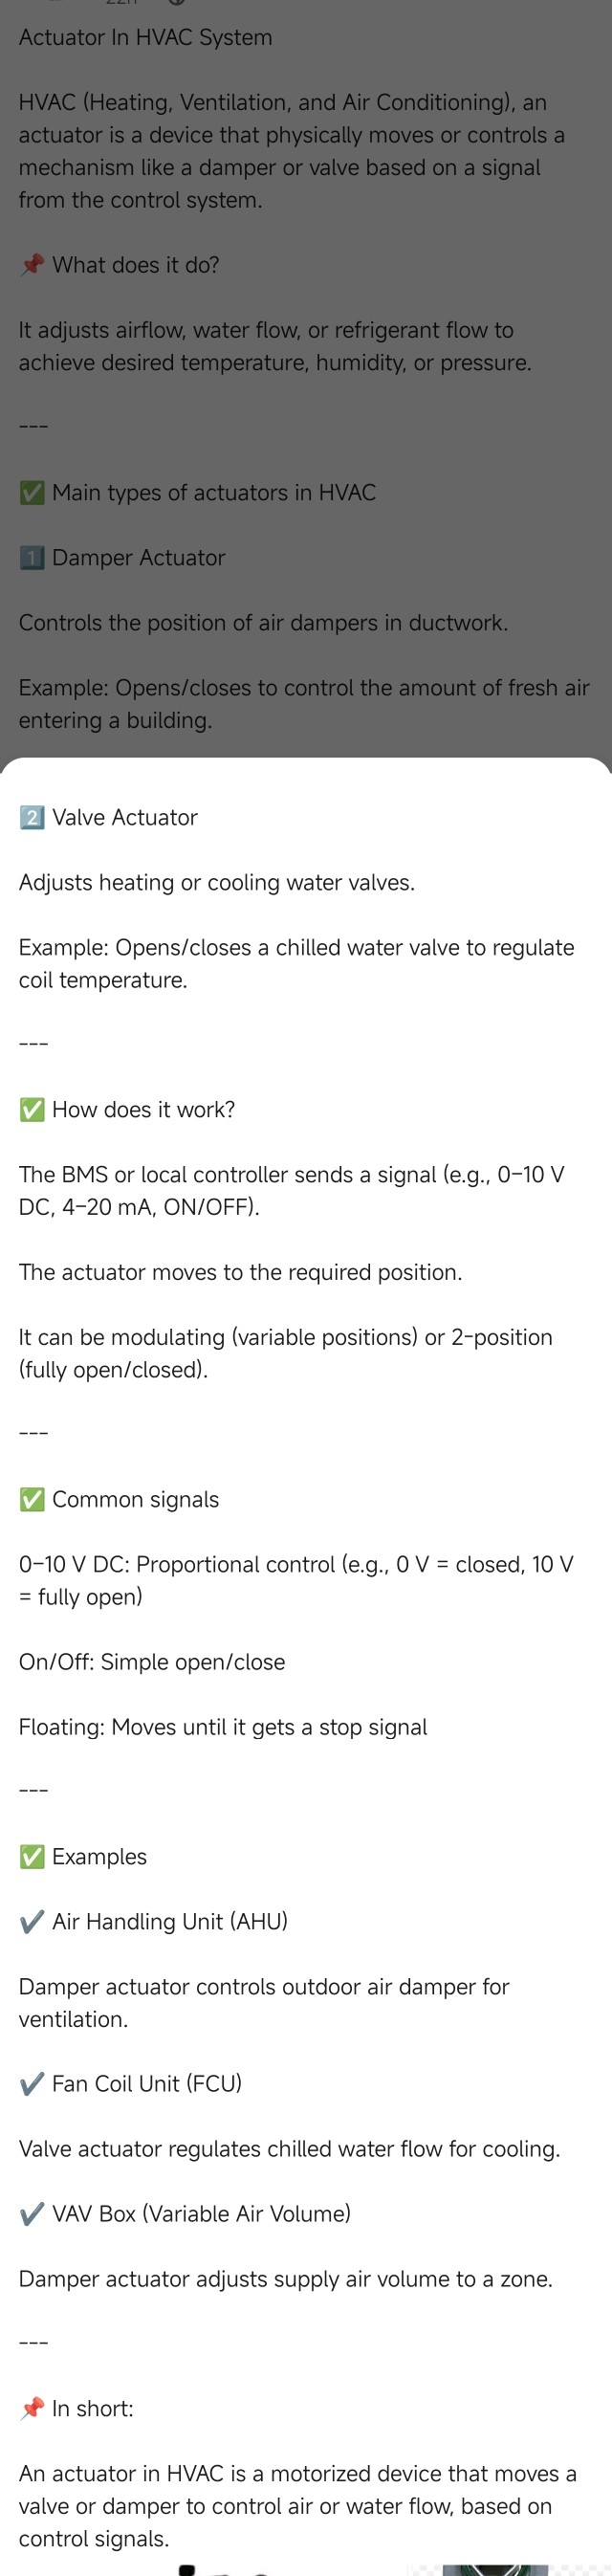 Actuator In HVAC System
HVAC (Heating, Ventilation, and Air Conditioning), an
actuator is a device that physically moves or controls a
mechanism like a damper or valve based on a signal
from the control system.
📌 What does it do?
It adjusts airflow, water flow, or refrigerant flow to
achieve desired temperature, humidity, or pressure.
---
✅ Main types of actuators in HVAC
1️⃣ Damper Actuator
Controls the position of air dampers in ductwork.
Example: Opens/closes to control the amount of fresh air
entering a building.
2️⃣ Valve Actuator
Adjusts heating or cooling water valves.
Example: Opens/closes a chilled water valve to regulate
coil temperature.
---
✅ How does it work?
The BMS or local controller sends a signal (e.g., 0–10 V
DC, 4–20 mA, ON/OFF).
The actuator moves to the required position.
It can be modulating (variable positions) or 2-position
(fully open/closed).
---
✅ Common signals
0–10 V DC: Proportional control (e.g., 0 V = closed, 10 V
= fully open)
On/Off: Simple open/close
Floating: Moves until it gets a stop signal
---
✅ Examples
✔️ Air Handling Unit (AHU)
Damper actuator controls outdoor air damper for
ventilation.
✔️ Fan Coil Unit (FCU)
Valve actuator regulates chilled water flow for cooling.
✔️ VAV Box (Variable Air Volume)
Damper actuator adjusts supply air volume to a zone.
---
📌 In short:
An actuator in HVAC is a motorized device that moves a
valve or damper to control air or water flow, based on
control signals.